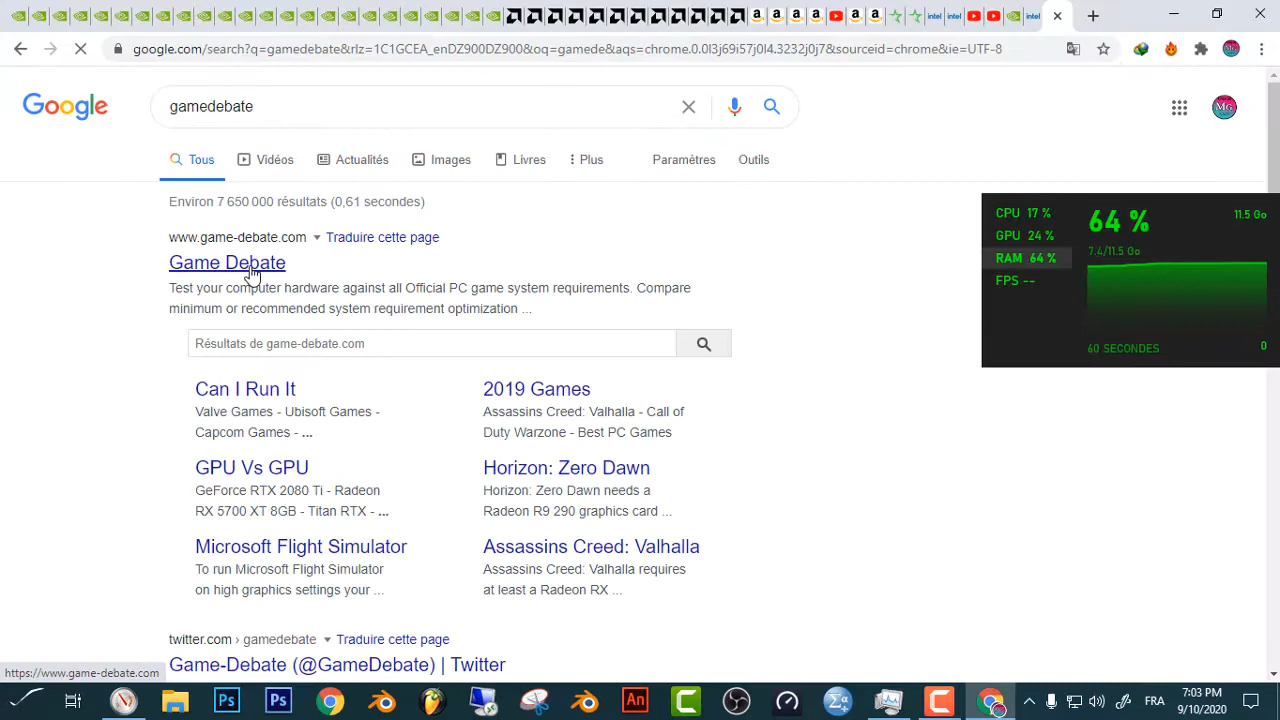 google.com/search?q=gamedebate&rlz=1C1GCEA_enDZ900DZ900&oq=gamede&aqs=chrome.0.0l3j69i57j0l4.3232j0j7&sourceid=chrome&ie=UTF-8
Google
gamedebate
Tous
Vidéos
Actualités
Images
Livres
Plus
Paramètres
Outils
Environ 7 650 000 résultats (0,61 secondes)
www.game-debate.com Traduire cette page
Game Debate
Test your computer hardware against all Official PC game system requirements. Compare
minimum or recommended system requirement optimization ...
Résultats de game-debate.com
Can I Run It
Valve Games - Ubisoft Games -
Capcom Games - ...
2019 Games
Assassins Creed: Valhalla - Call of
Duty Warzone - Best PC Games
GPU Vs GPU
GeForce RTX 2080 Ti - Radeon
RX 5700 XT 8GB - Titan RTX - ...
Horizon: Zero Dawn
Horizon: Zero Dawn needs a
Radeon R9 290 graphics card ...
Microsoft Flight Simulator
To run Microsoft Flight Simulator
on high graphics settings your ...
Assassins Creed: Valhalla
Assassins Creed: Valhalla requires
at least a Radeon RX ...
twitter.com › gamedebate Traduire cette page
Game-Debate (@GameDebate) | Twitter
CPU 17 %
GPU 24 %
RAM 64 %
FPS --
64 %
11.5 Go
7.4/11.5 Go
60 SECONDES
0
https://www.game-debate.com
Ps
Ps
An
FRA
7:03 PM
9/10/2020